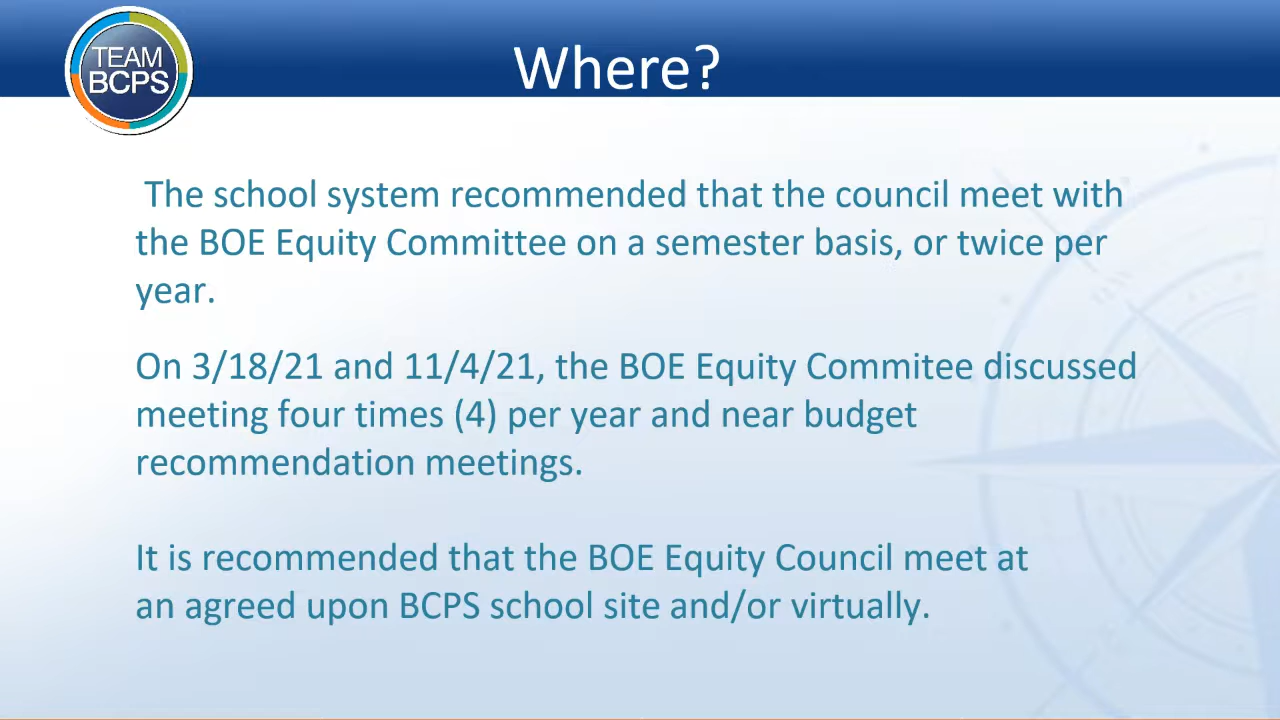 TEAM
BCPS
Where?
The school system recommended that the council meet with
the BOE Equity Committee on a semester basis, or twice per
year.
On 3/18/21 and 11/4/21, the BOE Equity Commitee discussed
meeting four times (4) per year and near budget
recommendation meetings.
It is recommended that the BOE Equity Council meet at
an agreed upon BCPS school site and/or virtually.